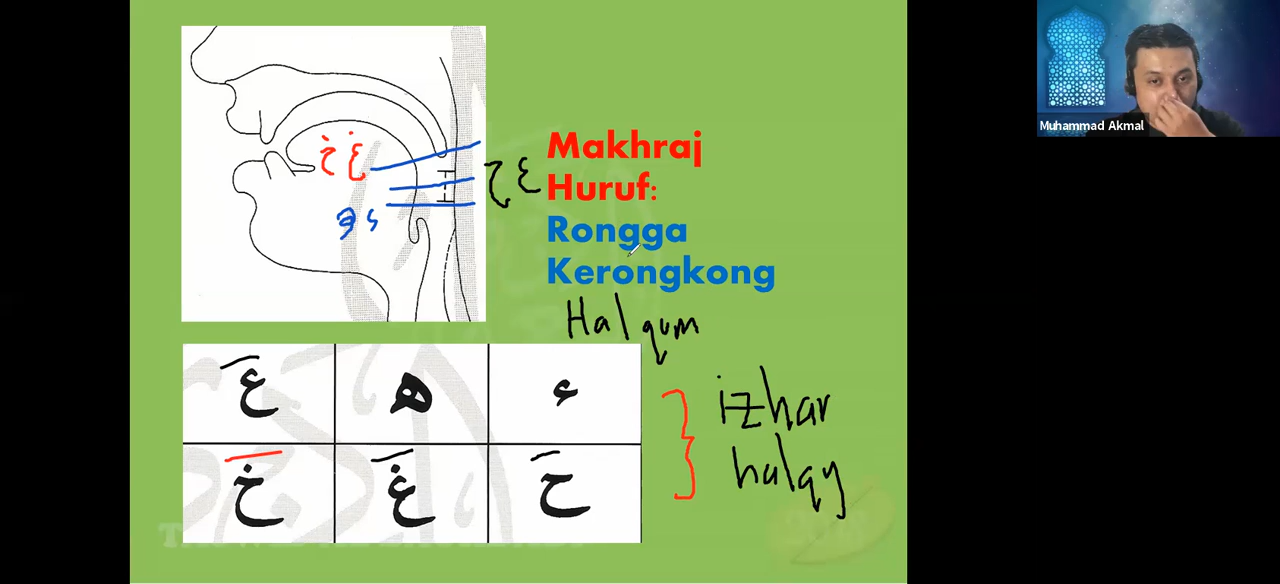 Muhammad Akmal
خ غ
ح ع
ه ء
Makhraj
Huruf:
Rongga
Kerongkong
Halqum
ع ه ء
خ غ ح
izhar
halqy